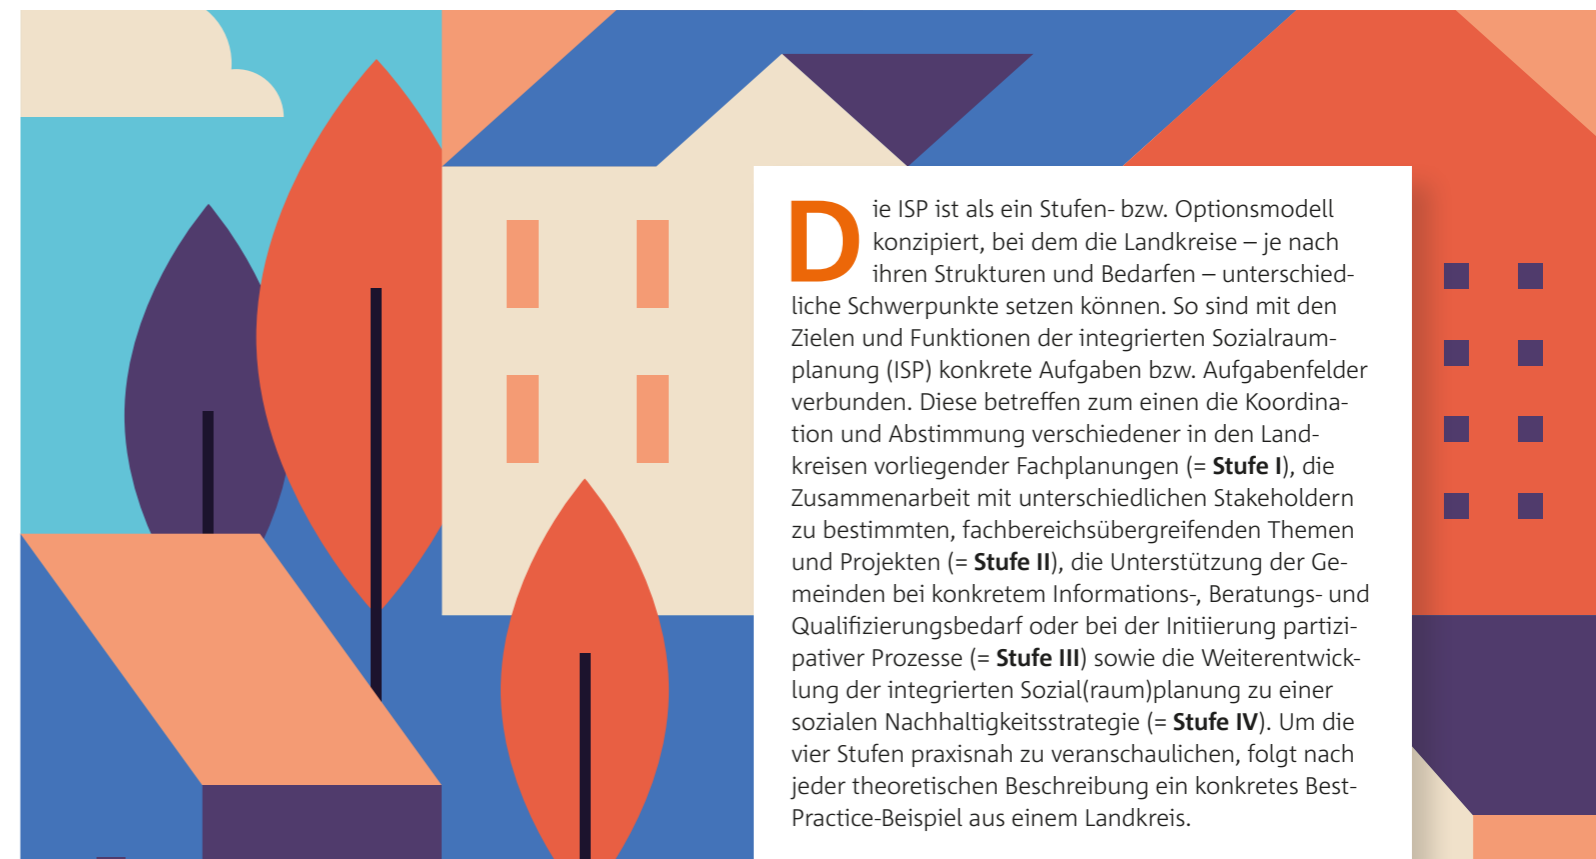 Die ISP ist als ein Stufen- bzw. Optionsmodell
konzipiert, bei dem die Landkreise – je nach
ihren Strukturen und Bedarfen – unterschied-
liche Schwerpunkte setzen können. So sind mit den
Zielen und Funktionen der integrierten Sozialraum-
planung (ISP) konkrete Aufgaben bzw. Aufgabenfelder
verbunden. Diese betreffen zum einen die Koordina-
tion und Abstimmung verschiedener in den Land-
kreisen vorliegender Fachplanungen (= Stufe I), die
Zusammenarbeit mit unterschiedlichen Stakeholdern
zu bestimmten, fachbereichsübergreifenden Themen
und Projekten (= Stufe II), die Unterstützung der Ge-
meinden bei konkretem Informations-, Beratungs- und
Qualifizierungsbedarf oder bei der Initiierung partizi-
pativer Prozesse (= Stufe III) sowie die Weiterentwick-
lung der integrierten Sozial(raum)planung zu einer
sozialen Nachhaltigkeitsstrategie (= Stufe IV). Um die
vier Stufen praxisnah zu veranschaulichen, folgt nach
jeder theoretischen Beschreibung ein konkretes Best-
Practice-Beispiel aus einem Landkreis.